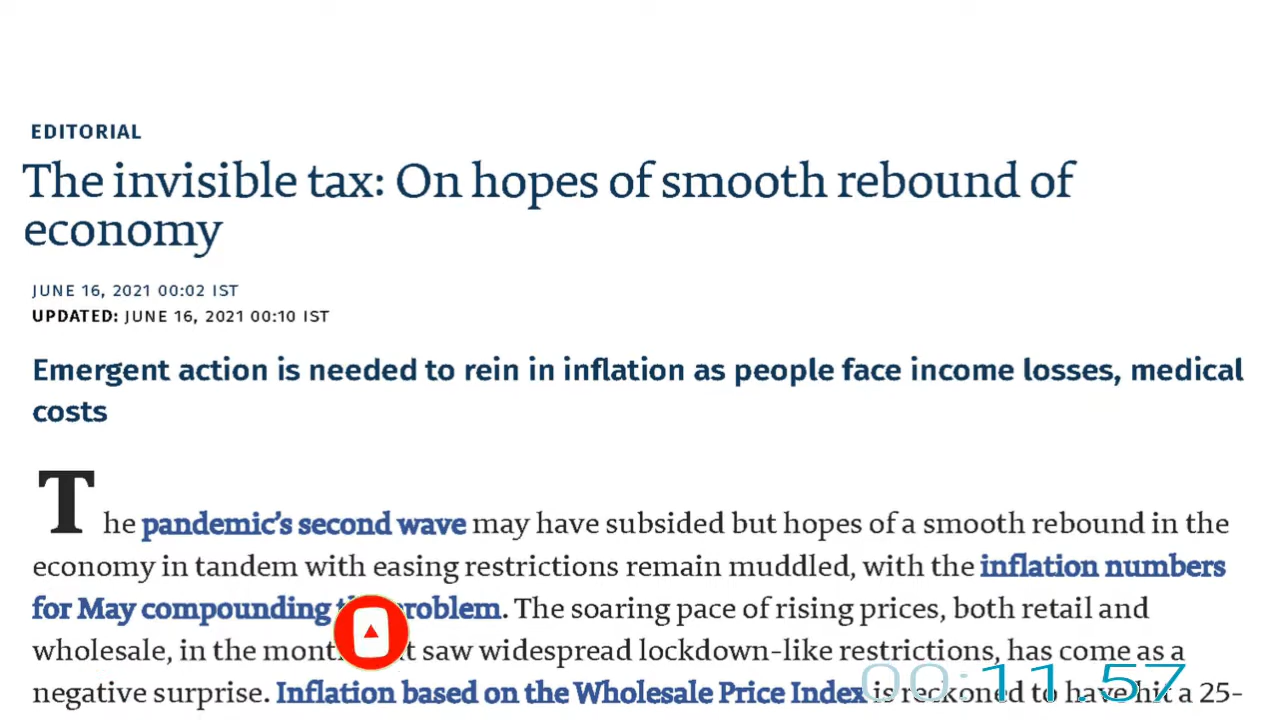 EDITORIAL
The invisible tax: On hopes of smooth rebound of
economy
JUNE 16, 2021 00:02 IST
UPDATED: JUNE 16, 2021 00:10 IST
Emergent action is needed to rein in inflation as people face income losses, medical
costs
The pandemic's second wave may have subsided but hopes of a smooth rebound in the
economy in tandem with easing restrictions remain muddled, with the inflation numbers
for May compounding problem. The soaring pace of rising prices, both retail and
wholesale, in the month saw widespread lockdown-like restrictions, has come as a
negative surprise. Inflation based on the Wholesale Price Index is reckoned to have hit a 25-
00:11.57